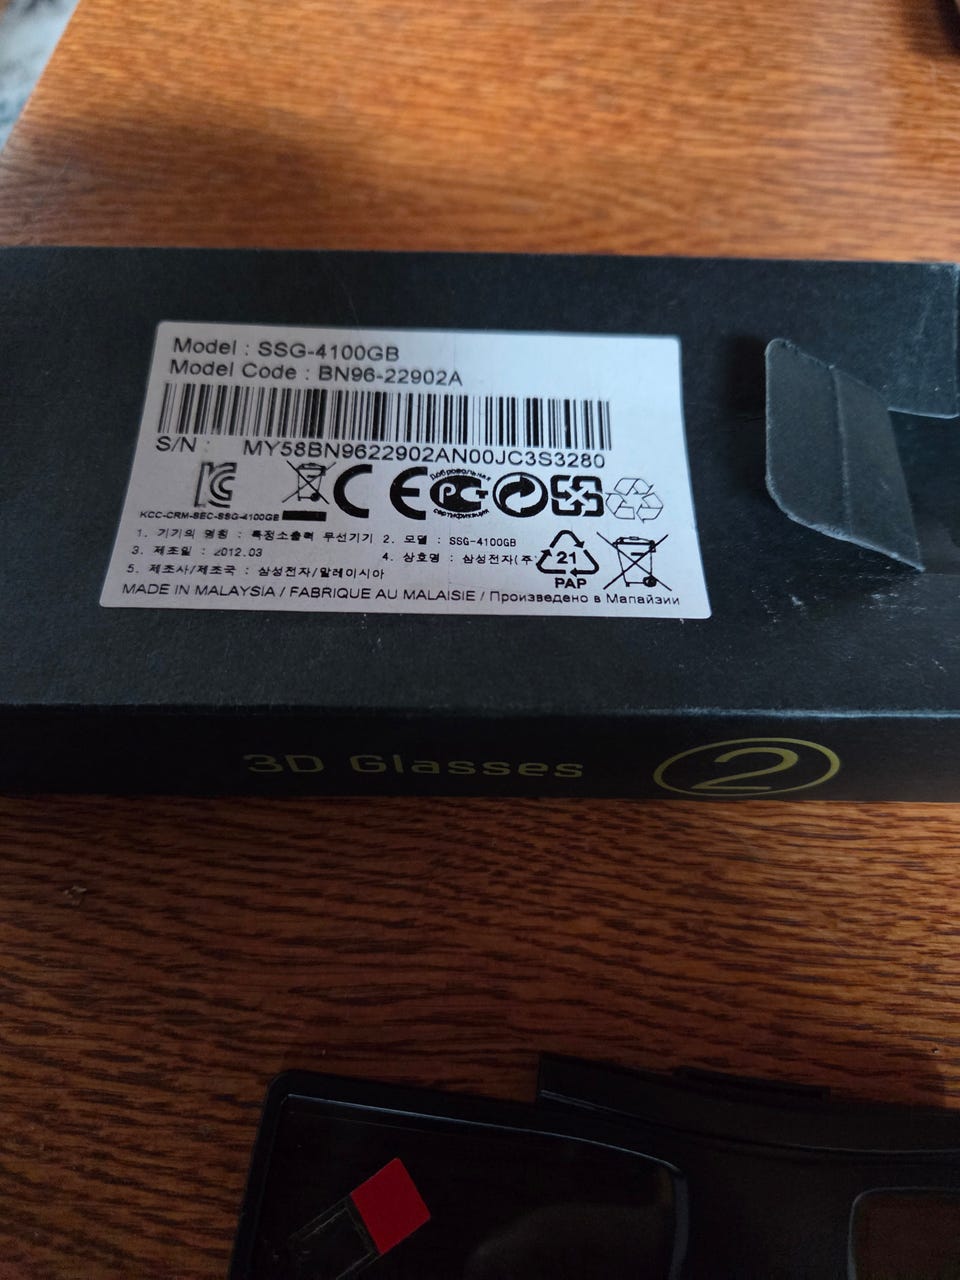 Model : SSG-4100GB
Model Code : BN96-22902A
S/N : MY58BN9622902AN00JC3S3280
Добровольная
РСТ
сертификация
KCC-CRM-SEC-SSG-4100GB
1. 기기의 명칭 : 특정소출력 무선기기 2. 모델 : SSG-4100GB
3. 제조일 : 2012.03 4. 상호명 : 삼성전자(주
5. 제조사/제조국 : 삼성전자/말레이시아
21
PAP
MADE IN MALAYSIA / FABRIQUE AU MALAISIE / Произведено в Малайзии
3D Glasses 2